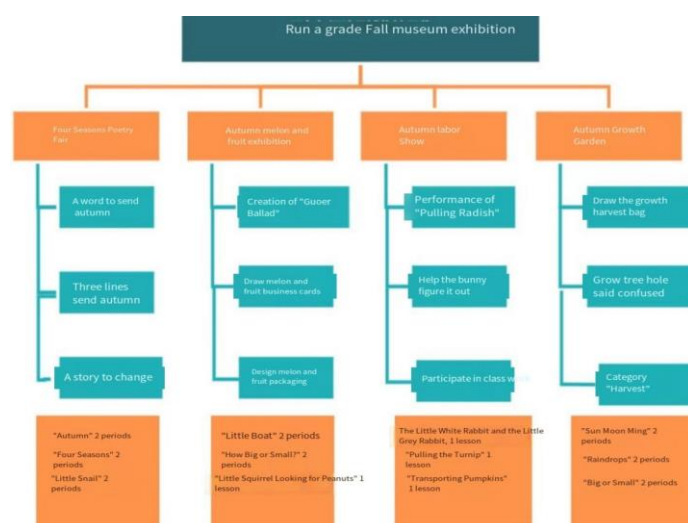 Run a grade Fall museum exhibition
Four Seasons Poetry
Fair
Autumn melon and
fruit exhibition
Autumn labor
Show
Autumn Growth
Garden
A word to send
autumn
Creation of "Guoer
Ballad"
Performance of
"Pulling Radish"
Draw the growth
harvest bag
Three lines
send autumn
Draw melon and
fruit business cards
Help the bunny
figure it out
Grow tree hole
said confused
A story to change
Design melon and
fruit packaging
Participate in class
Category
"Harvest"
"Autumn" 2 periods
"Four Seasons" 2
periods
"Little Snail" 2
periods
"Little Boat" 2 periods
"How Big or Small?" 2
periods
"Little Squirrel Looking for Peanuts" 1
lesson
The Little White Rabbit and the Little
Grey Rabbit, 1 lesson
"Pulling the Turnip" 1
lesson
"Transporting Pumpkins"
1 lesson
"Sun Moon Ming" 2
periods
"Raindrops" 2 periods
"Big or Small" 2 periods